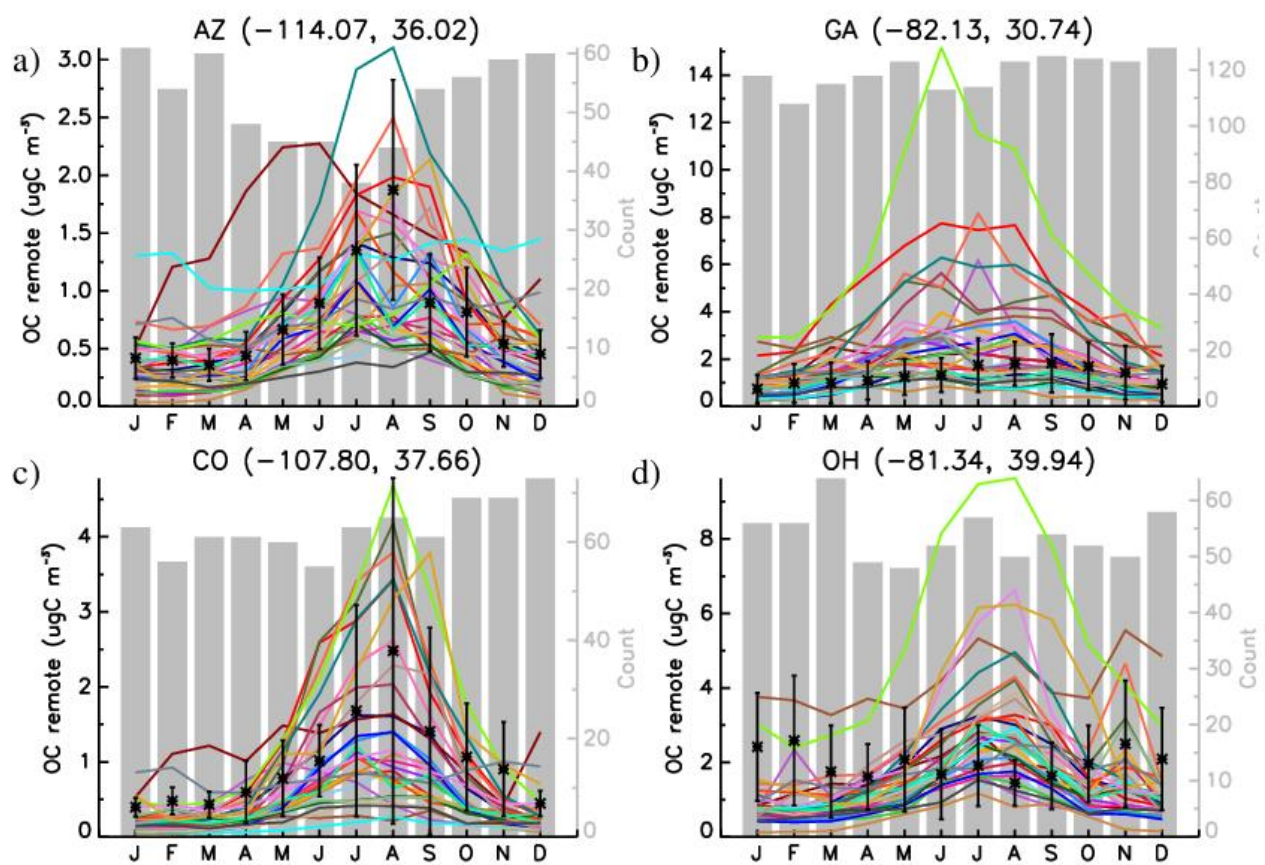 AZ (-114.07, 36.02)
a)
OC remote (ugC m⁻³)
3.0
2.5
2.0
1.5
1.0
0.5
0.0
60
50
40
30
20
10
0
Count
J F M A M J J A S O N D
GA (-82.13, 30.74)
b)
OC remote (ugC m⁻³)
14
12
10
8
6
4
2
0
120
100
80
60
40
20
0
CO (-107.80, 37.66)
c)
OC remote (ugC m⁻³)
4
3
2
1
0
60
40
20
0
Count
J F M A M J J A S O N D
J F M A M J J A S O N D
OH (-81.34, 39.94)
d)
OC remote (ugC m⁻³)
8
6
4
2
0
60
50
40
30
20
10
0
Count
J F M A M J J A S O N D